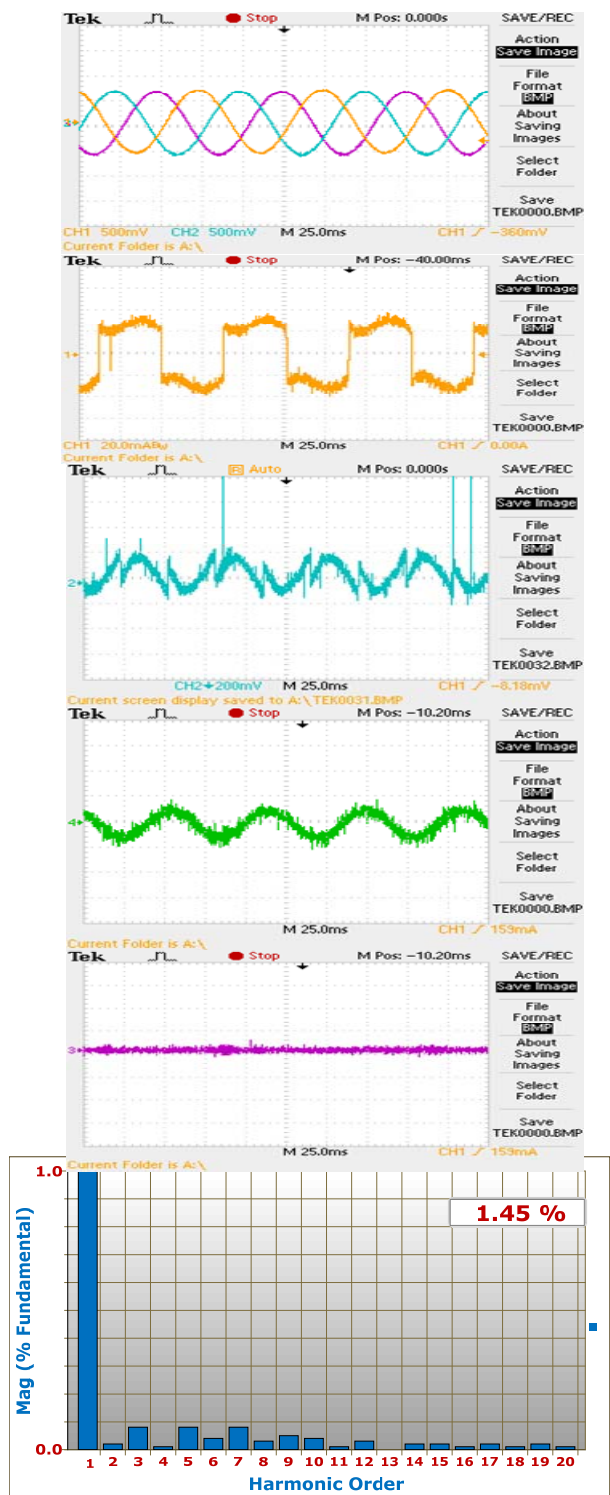 Tek Stop M Pos: 0.000s SAVE/REC
Action
Save Image
File
Format
BMP
About
Saving
Images
Select
Folder
Save
TEK0000.BMP
3
CH1 500mV CH2 500mV M 25.0ms CH1 -360mV
Current Folder is A:\
Tek Stop M Pos: -40.00ms SAVE/REC
Action
Save Image
File
Format
BMP
About
Saving
Images
Select
Folder
Save
TEK0000.BMP
1
CH1 20.0mABW M 25.0ms CH1 0.00A
Current Folder is A:\
Tek Auto M Pos: 0.000s SAVE/REC
Action
Save Image
File
Format
BMP
About
Saving
Images
Select
Folder
Save
TEK0032.BMP
2
CH2 200mV M 25.0ms CH1 -8.18mV
Current screen display saved to A:\TEK0031.BMP
Tek Stop M Pos: -10.20ms SAVE/REC
Action
Save Image
File
Format
BMP
About
Saving
Images
Select
Folder
Save
TEK0000.BMP
4
M 25.0ms CH1 159mA
Current Folder is A:\
Tek Stop M Pos: -10.20ms SAVE/REC
Action
Save Image
File
Format
BMP
About
Saving
Images
Select
Folder
Save
TEK0000.BMP
3
M 25.0ms CH1 159mA
Current Folder is A:\
1.0
1.45 %
Mag (% Fundamental)
0.0
1 2 3 4 5 6 7 8 9 10 11 12 13 14 15 16 17 18 19 20
Harmonic Order